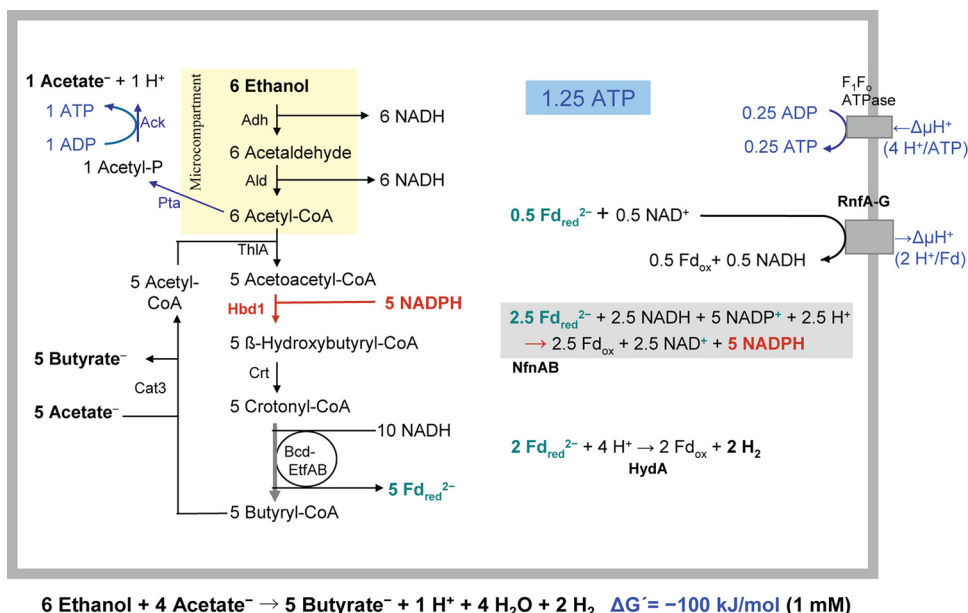 1 Acetate⁻ + 1 H⁺
1 ATP
Ack
1 ADP
1 Acetyl-P
Pta
Microcompartment
6 Ethanol
Adh
6 NADH
6 Acetaldehyde
Ald
6 NADH
6 Acetyl-CoA
ThlA
5 Acetoacetyl-CoA
5 Acetyl-
CoA
Hbd1
5 NADPH
5 ß-Hydroxybutyryl-CoA
5 Butyrate⁻
Crt
Cat3
5 Acetate⁻
5 Crotonyl-CoA
10 NADH
Bcd-
EtfAB
5 Fdred²⁻
5 Butyryl-CoA
1.25 ATP
F₁Fₒ
ATPase
0.25 ADP
0.25 ATP
←ΔµH⁺
(4 H⁺/ATP)
RnfA-G
0.5 Fdred²⁻ + 0.5 NAD⁺
0.5 Fdox + 0.5 NADH
→ΔµH⁺
(2 H⁺/Fd)
2.5 Fdred²⁻ + 2.5 NADH + 5 NADP⁺ + 2.5 H⁺
→ 2.5 Fdox + 2.5 NAD⁺ + 5 NADPH
NfnAB
2 Fdred²⁻ + 4 H⁺ → 2 Fdox + 2 H₂
HydA
6 Ethanol + 4 Acetate⁻ → 5 Butyrate⁻ + 1 H⁺ + 4 H₂O + 2 H₂ ΔG´= −100 kJ/mol (1 mM)